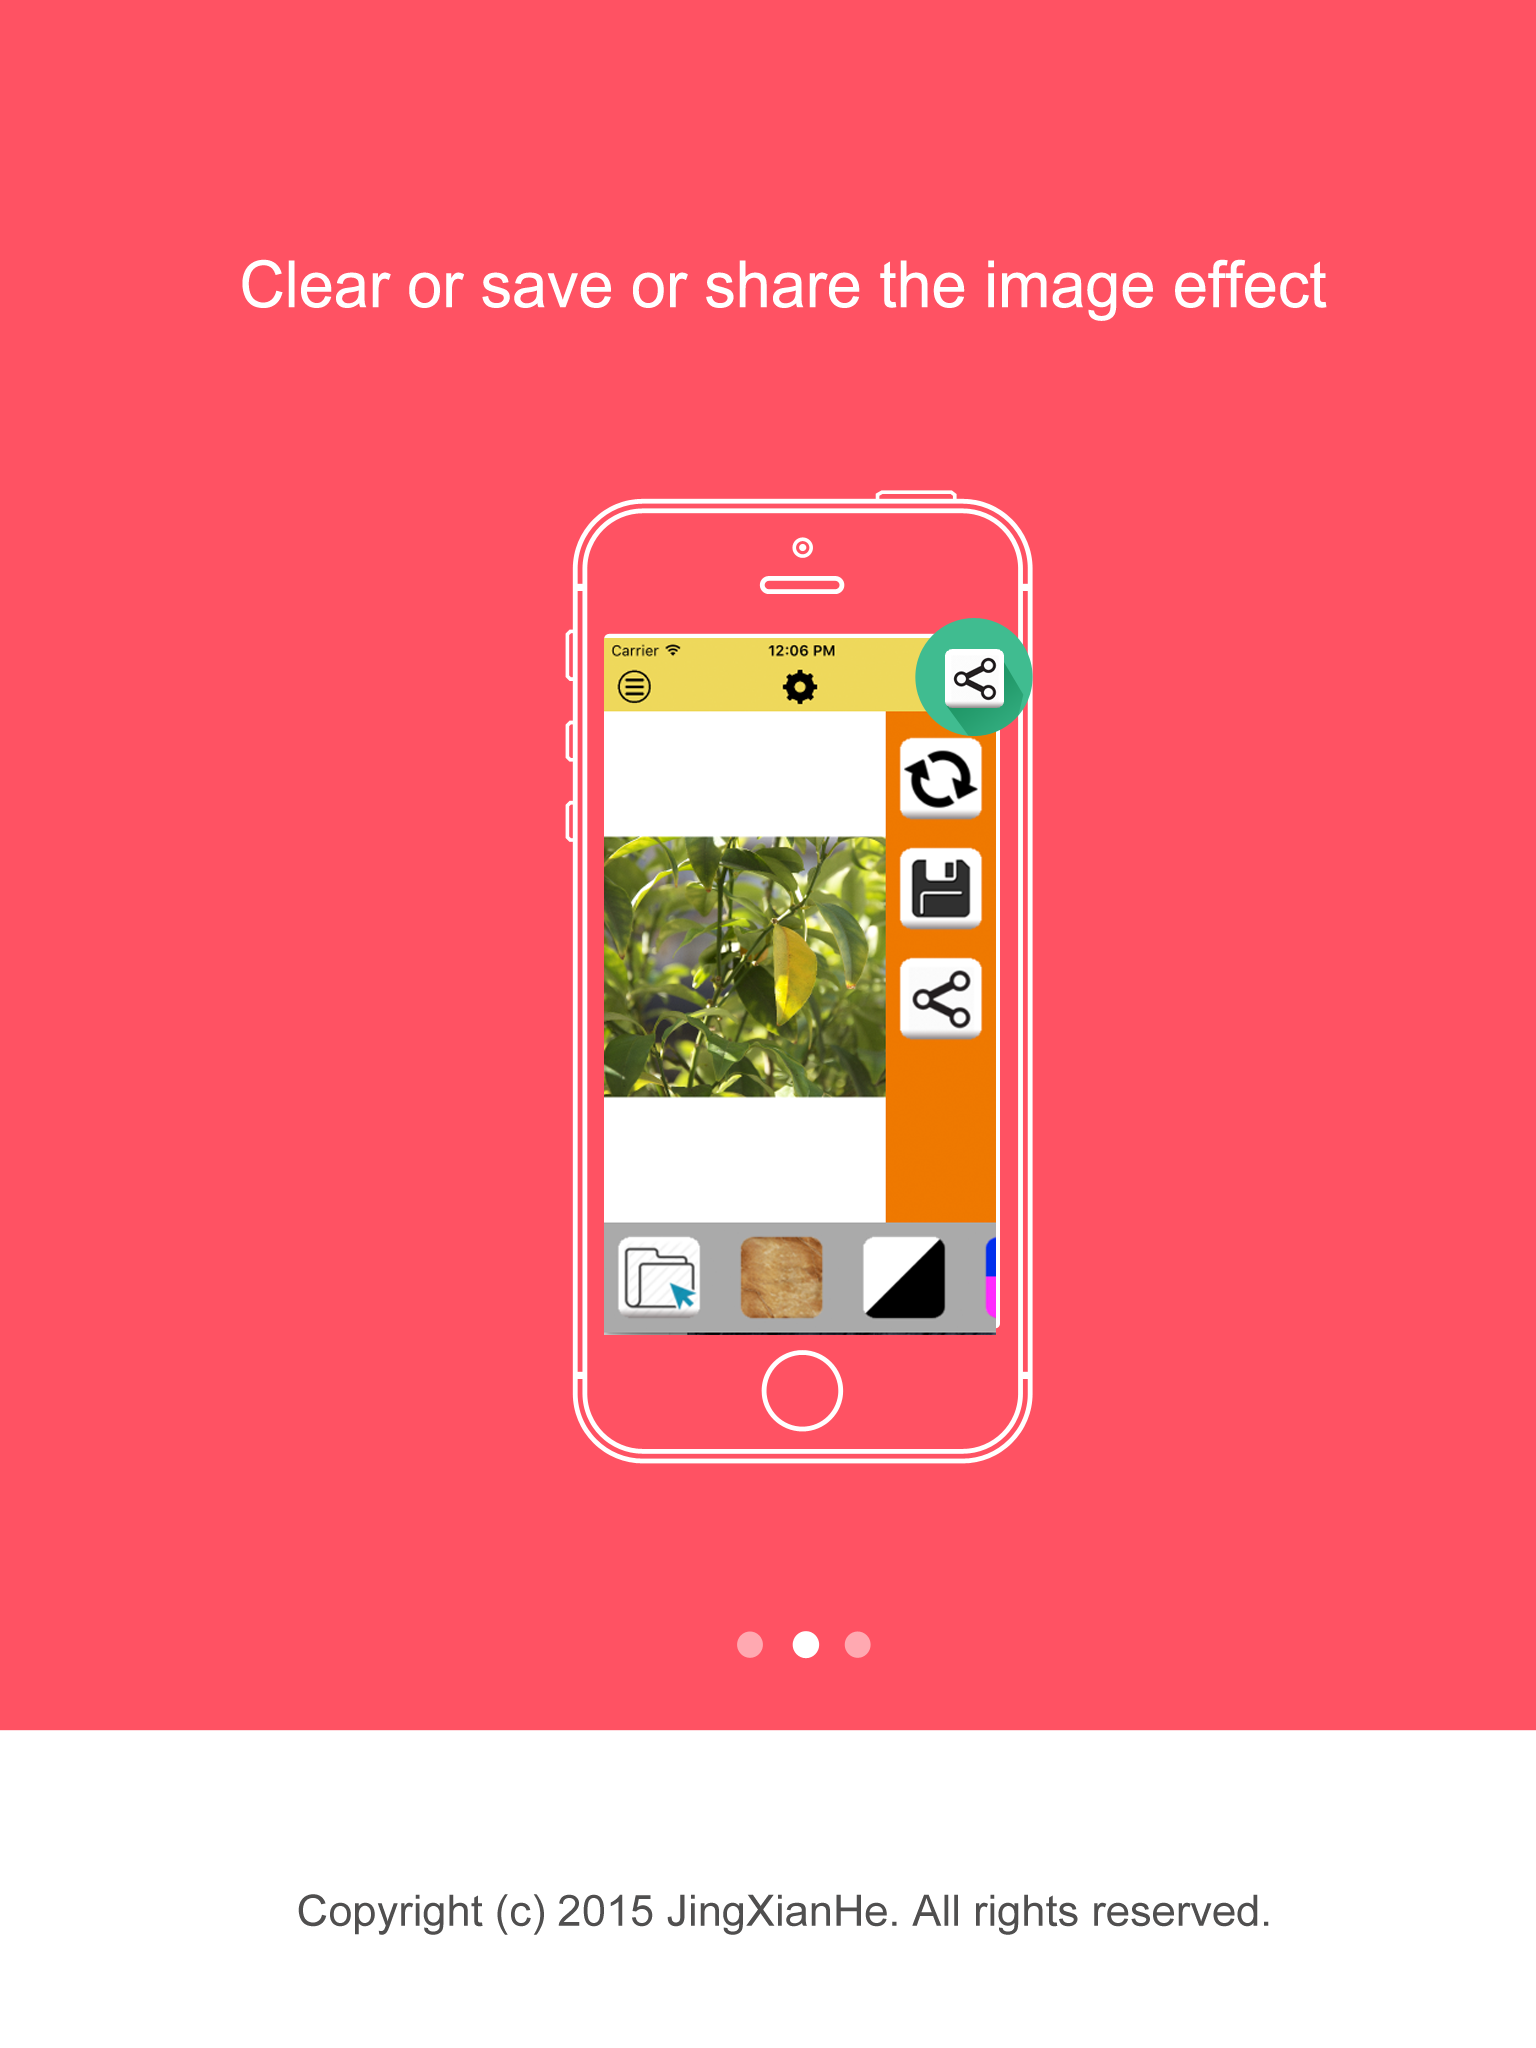 Clear or save or share the image effect
Carrier
12:06 PM
Copyright (c) 2015 JingXianHe. All rights reserved.